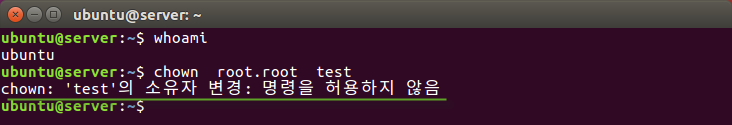 ubuntu@server: ~
ubuntu@server:~$ whoami
ubuntu
ubuntu@server:~$ chown  root.root  test
chown: 'test'의 소유자 변경: 명령을 허용하지 않음
ubuntu@server:~$